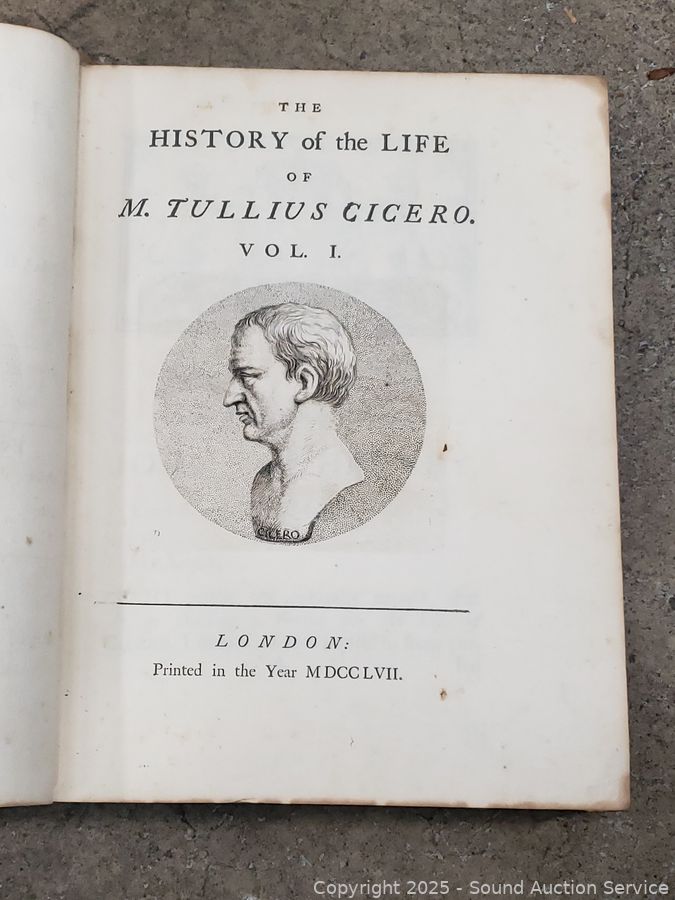 THE
HISTORY of the LIFE
OF
M. TULLIUS CICERO.
VOL. I.
CICERO
LONDON:
Printed in the Year MDCCLVII.
Copyright 2025 - Sound Auction Service